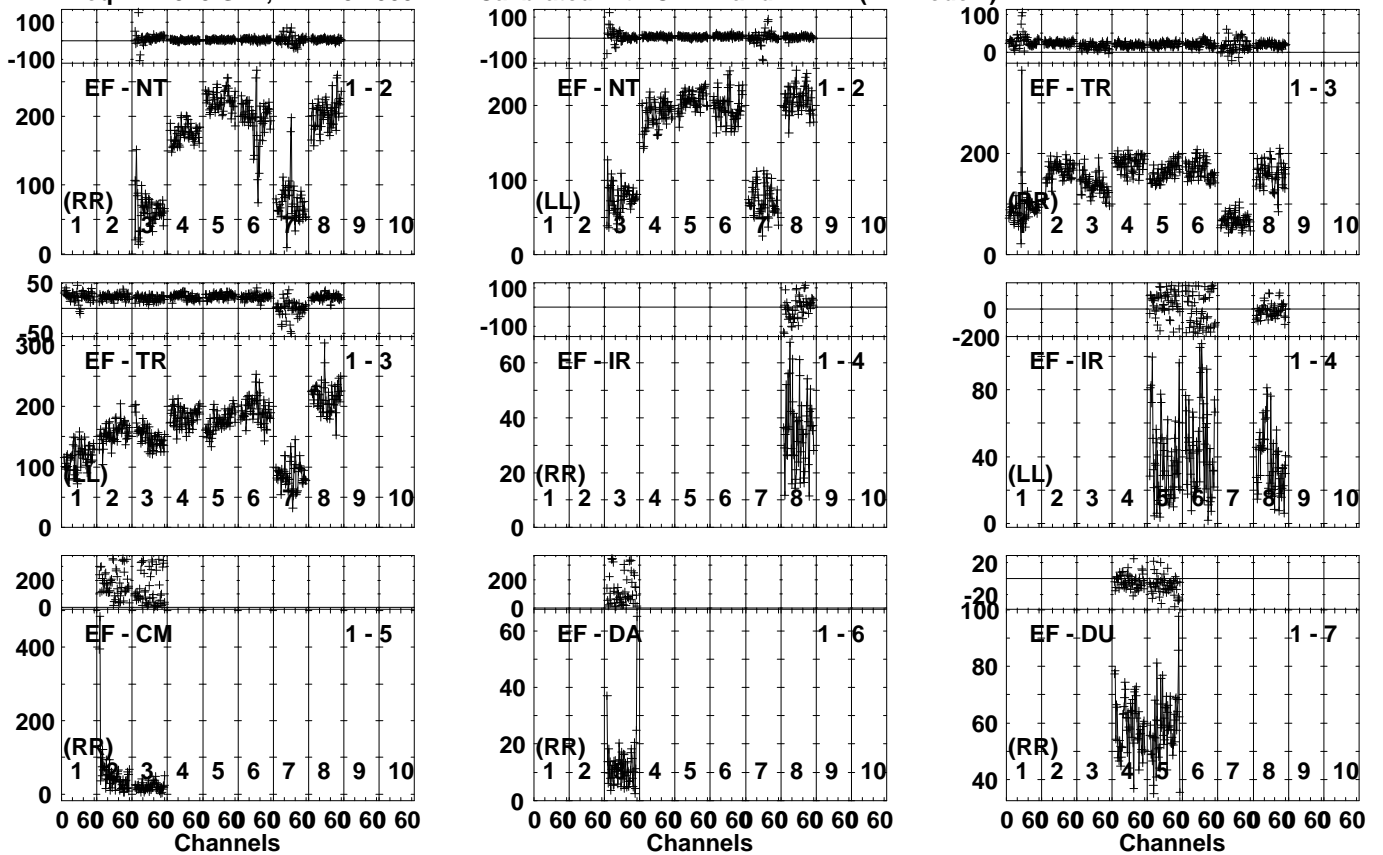 100
-100
EF - NT 1 - 2
200
100
0
(RR)
1 2 3 4 5 6 7 8 9 10
100
-100
EF - NT 1 - 2
200
100
0
(LL)
1 2 3 4 5 6 7 8 9 10
100
0
EF - TR 1 - 3
200
0
(RR)
2 3 4 5 6 7 8 9 10
50
-50
300
EF - TR 1 - 3
200
100
0
(LL)
1 2 3 4 5 6 7 8 9 10
100
-100
EF - IR 1 - 4
60
40
20
0
(RR)
1 2 3 4 5 6 7 8 9 10
0
-200
EF - IR 1 - 4
80
40
0
(LL)
1 2 3 4 5 6 7 8 9 10
200
0
EF - CM 1 - 5
400
200
0
(RR)
1 2 3 4 5 6 7 8 9 10
0 60 60 60 60 60 60 60 60 60 60
Channels
200
0
EF - DA 1 - 6
60
40
20
0
(RR)
1 2 4 5 6 7 8 9 10
0 60 60 60 60 60 60 60 60 60 60
Channels
20
-20
100
EF - DU 1 - 7
80
60
40
(RR)
1 2 3 4 5 6 7 8 9 10
0 60 60 60 60 60 60 60 60 60 60
Channels